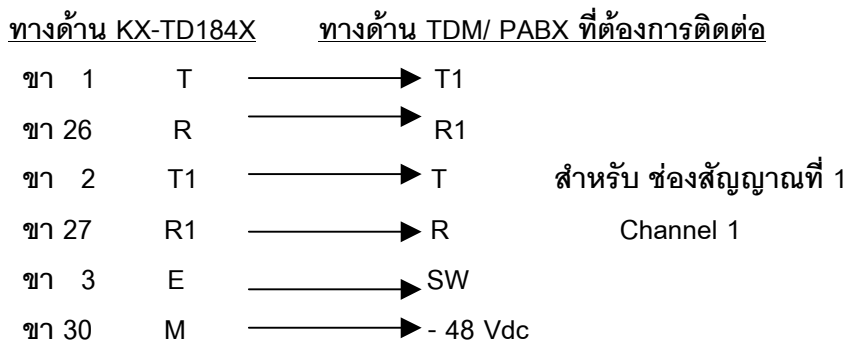 ทางด้าน KX-TD184X ทางด้าน TDM/ PABX ที่ต้องการติดต่อ
ขา 1 T T1
ขา 26 R R1
ขา 2 T1 T สำหรับ ช่องสัญญาณที่ 1
ขา 27 R1 R Channel 1
ขา 3 E SW
ขา 30 M - 48 Vdc